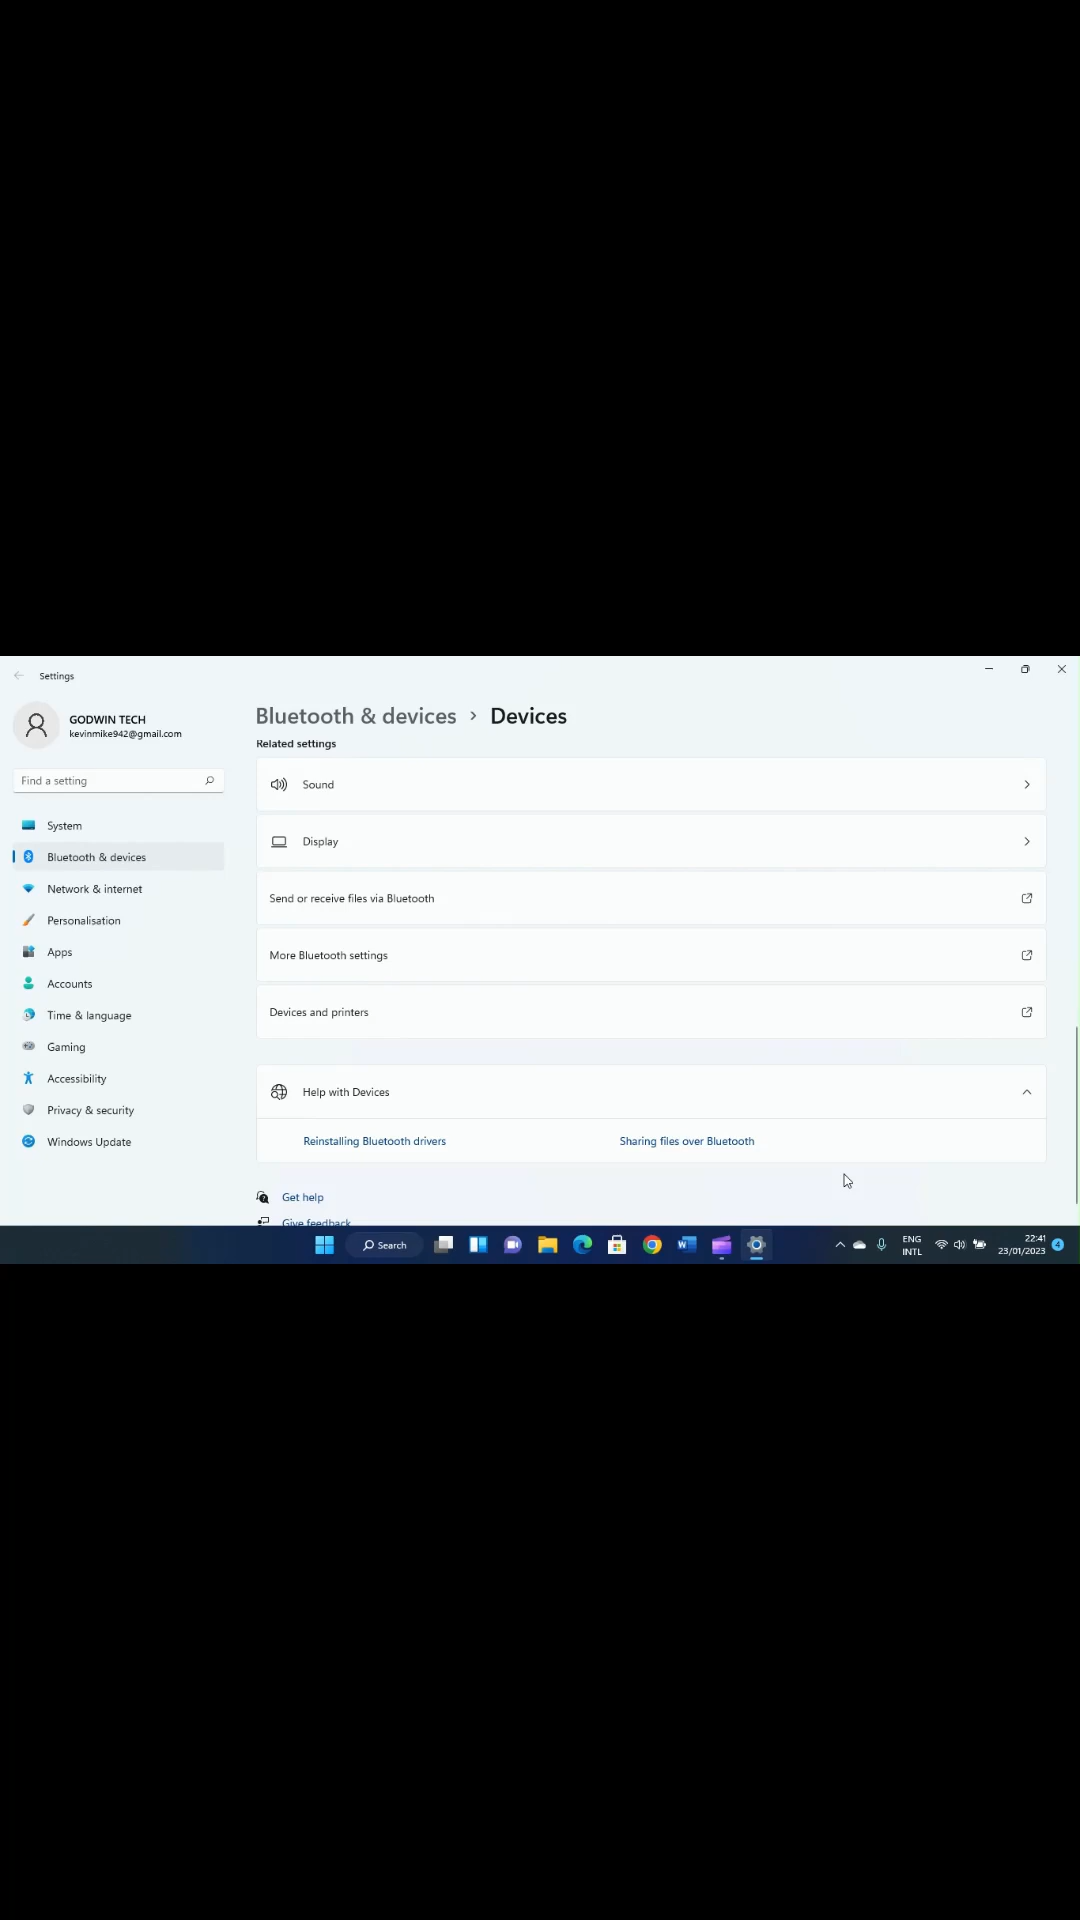 Settings
GODWIN TECH
kevinmike942@gmail.com
Find a setting
System
Bluetooth & devices
Network & internet
Personalisation
Apps
Accounts
Time & language
Gaming
Accessibility
Privacy & security
Windows Update
Bluetooth & devices > Devices
Related settings
Sound
Display
Send or receive files via Bluetooth
More Bluetooth settings
Devices and printers
Help with Devices
Reinstalling Bluetooth drivers Sharing files over Bluetooth
Get help
Give feedback
Search
ENG
INTL
22:41
23/01/2023
4